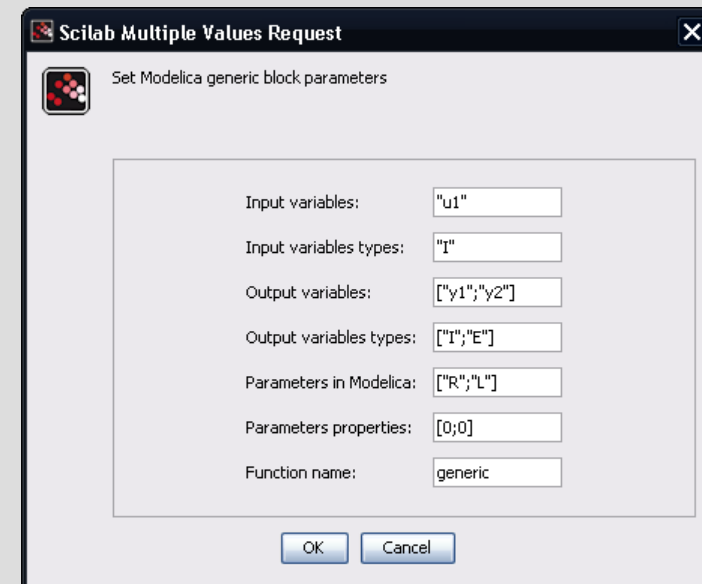 Scilab Multiple Values Request
Set Modelica generic block parameters
Input variables: "u1"
Input variables types: "I"
Output variables: ["y1";"y2"]
Output variables types: ["I";"E"]
Parameters in Modelica: ["R";"L"]
Parameters properties: [0;0]
Function name: generic
OK Cancel